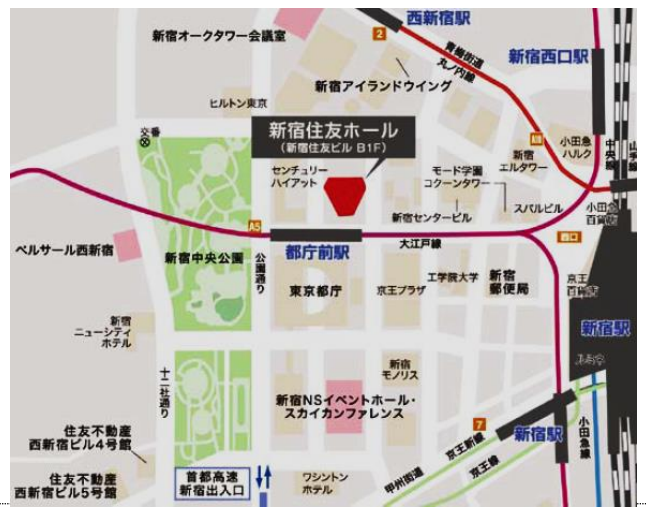 西新宿駅
新宿オークタワー会議室
2
青梅街道
丸ノ内線
新宿西口駅
新宿アイランドウイング
ヒルトン東京
交番
新宿住友ホール
(新宿住友ビル B1F)
小田急
ハルク
中央線
山手線
新宿
エルタワー
センチュリー
ハイアット
モード学園
コクーンタワー
スバルビル
新宿センタービル
小田急
百貨店
A5
西口
ベルサール西新宿
新宿中央公園
公園通り
都庁前駅
大江戸線
東京都庁
京王プラザ
工学院大学
新宿
郵便局
京王
百貨店
新宿駅
ルミネ
新宿
ニューシティ
ホテル
十二社通り
新宿
モノリス
新宿NSイベントホール・
スカイカンファレンス
7
新宿駅
京王新線
京王線
小田急線
甲州街道
住友不動産
西新宿ビル4号館
住友不動産
西新宿ビル5号館
首都高速
新宿出入口
ワシントン
ホテル